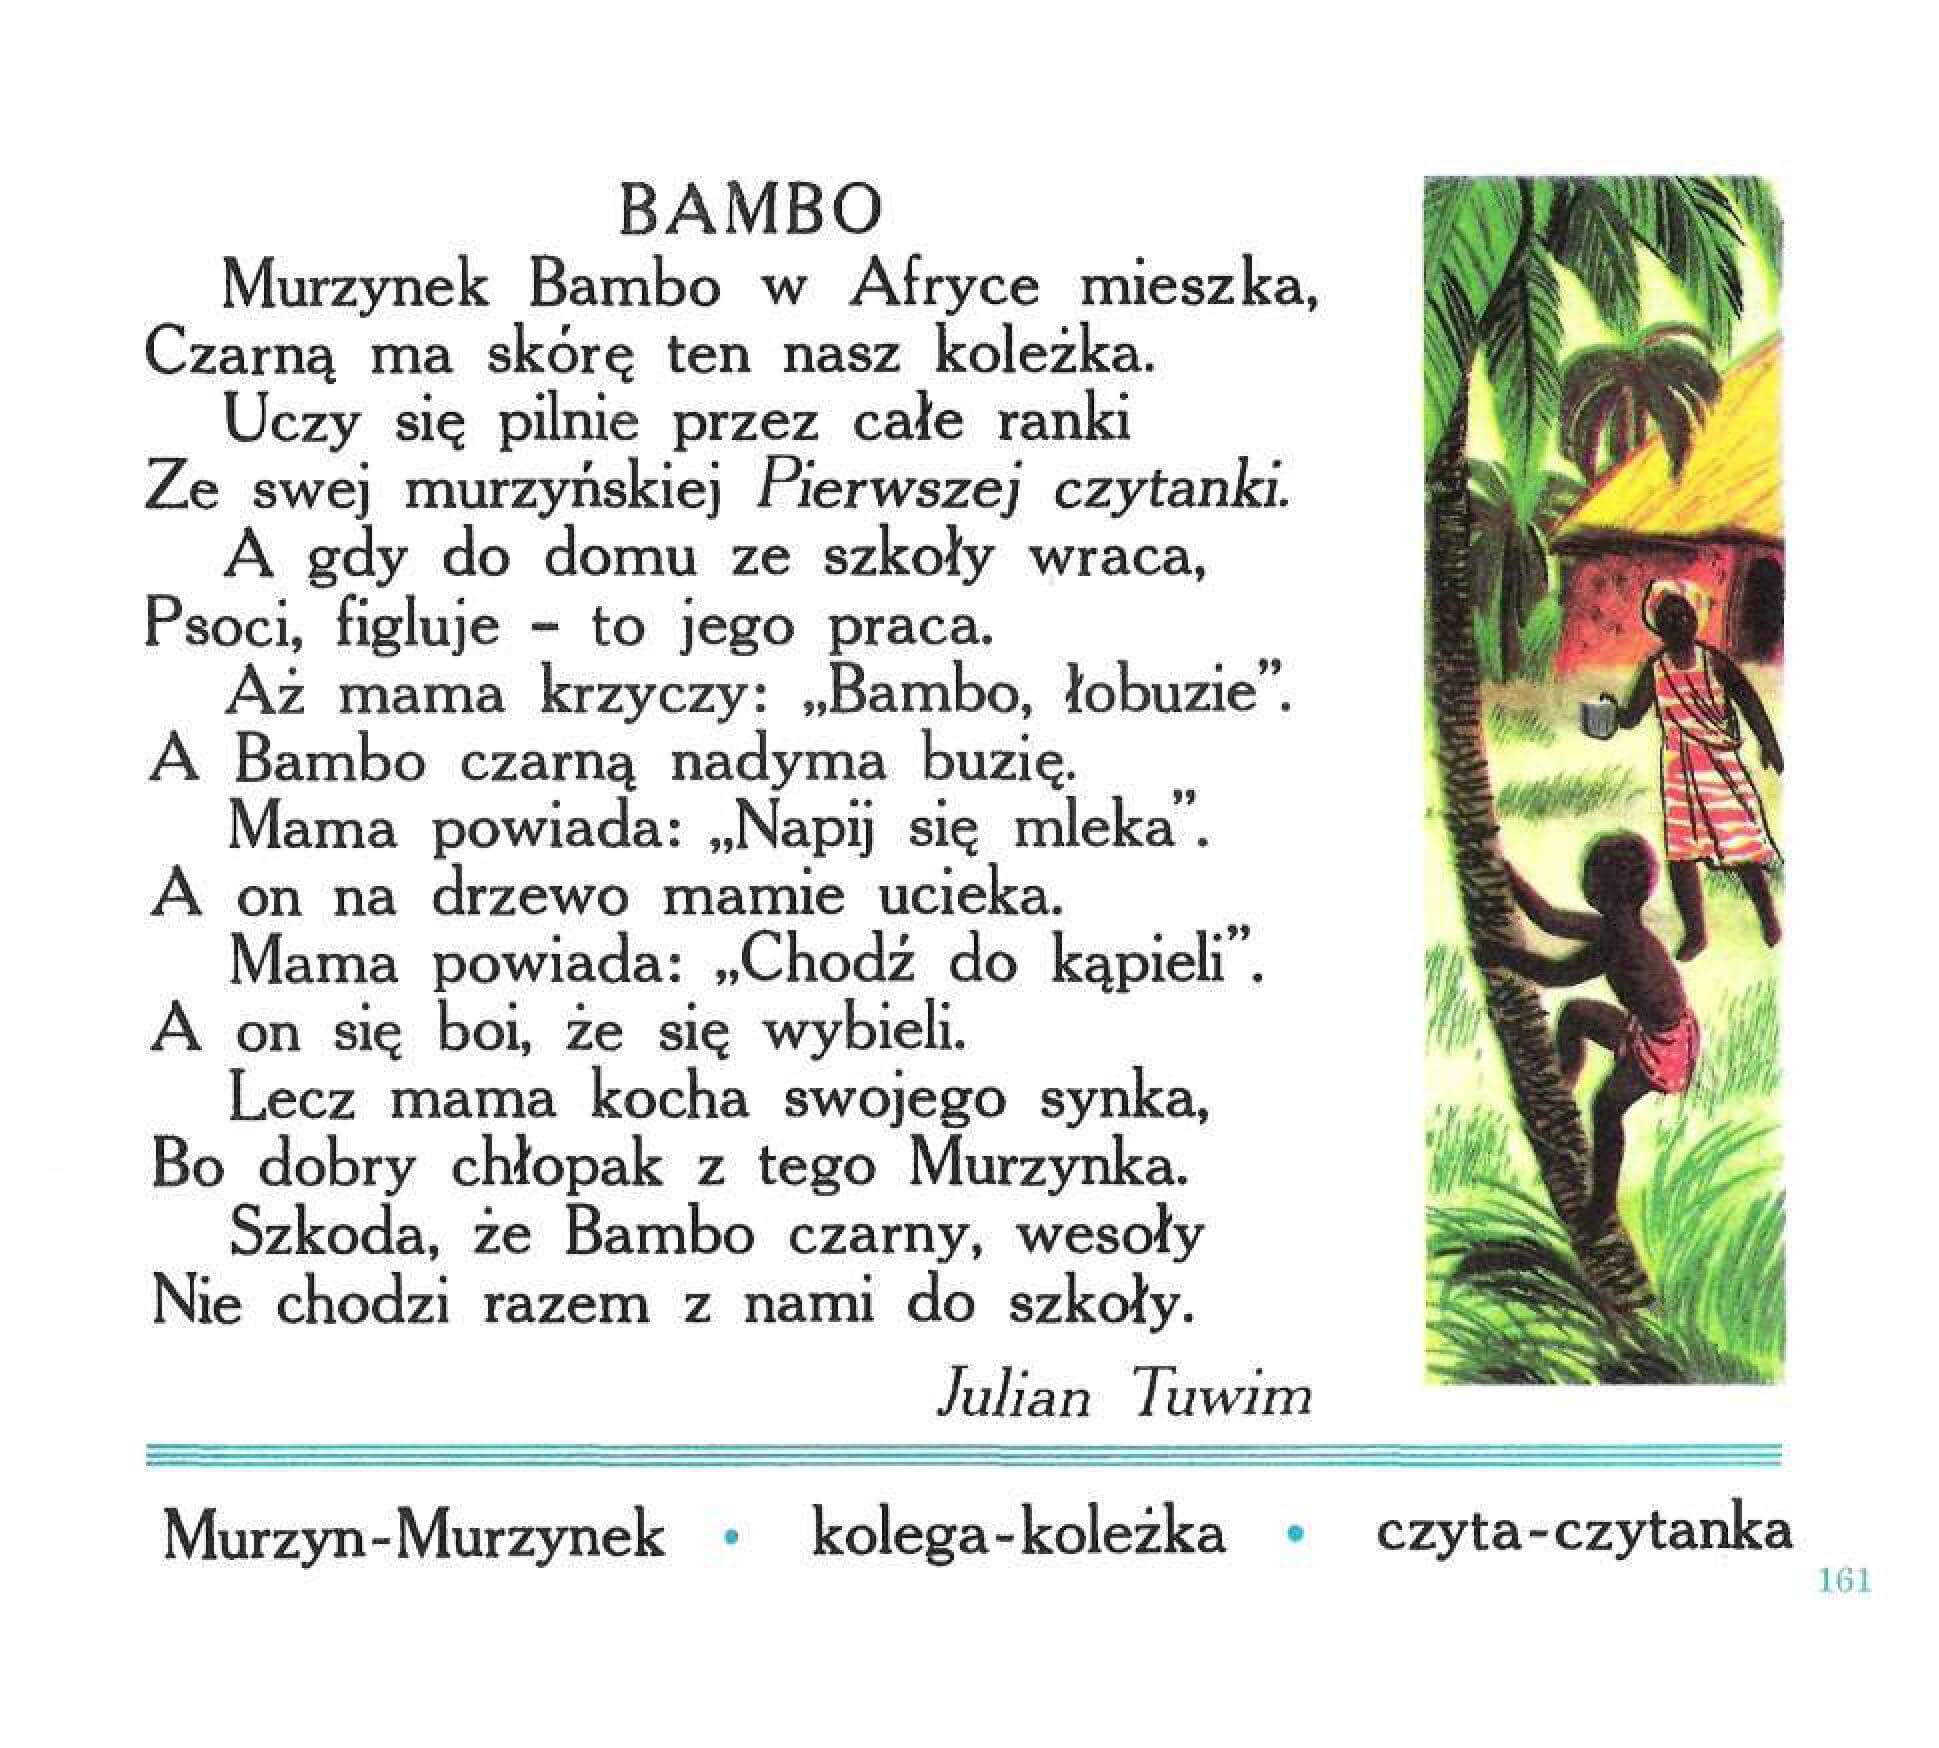 BAMBO
Murzynek Bambo w Afryce mieszka,
Czarną ma skórę ten nasz koleżka.
Uczy się pilnie przez całe ranki
Ze swej murzyńskiej Pierwszej czytanki.
A gdy do domu ze szkoły wraca,
Psoci, figluje – to jego praca.
Aż mama krzyczy: „Bambo, łobuzie”.
A Bambo czarną nadyma buzię.
Mama powiada: „Napij się mleka”.
A on na drzewo mamie ucieka.
Mama powiada: „Chodź do kąpieli”.
A on się boi, że się wybieli.
Lecz mama kocha swojego synka,
Bo dobry chłopak z tego Murzynka.
Szkoda, że Bambo czarny, wesoły
Nie chodzi razem z nami do szkoły.
Julian Tuwim
Murzyn-Murzynek • kolega-koleżka • czyta-czytanka
161